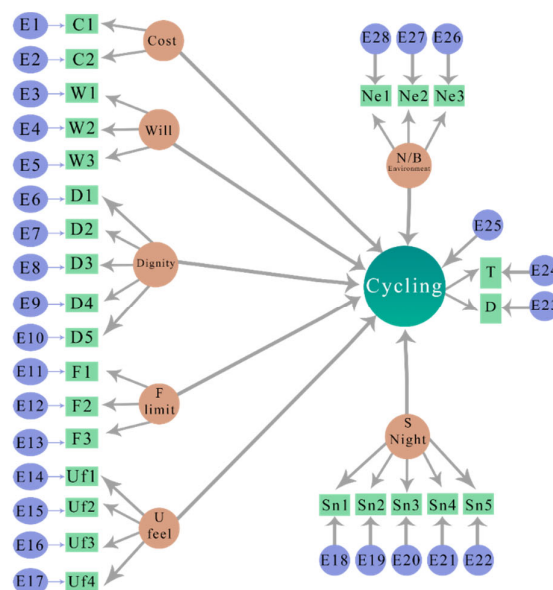 E1 C1
Cost
E2 C2
E3 W1
E4 W2
Will
E5 W3
E6 D1
E7 D2
E8 D3
Dignity
E9 D4
E10 D5
E11 F1
E12 F2
F
limit
E13 F3
E14 Uf1
E15 Uf2
U
feel
E16 Uf3
E17 Uf4
E28 E27 E26
Ne1 Ne2 Ne3
N/B
Environment
E25
Cycling
T E24
D E23
S
Night
Sn1 Sn2 Sn3 Sn4 Sn5
E18 E19 E20 E21 E22